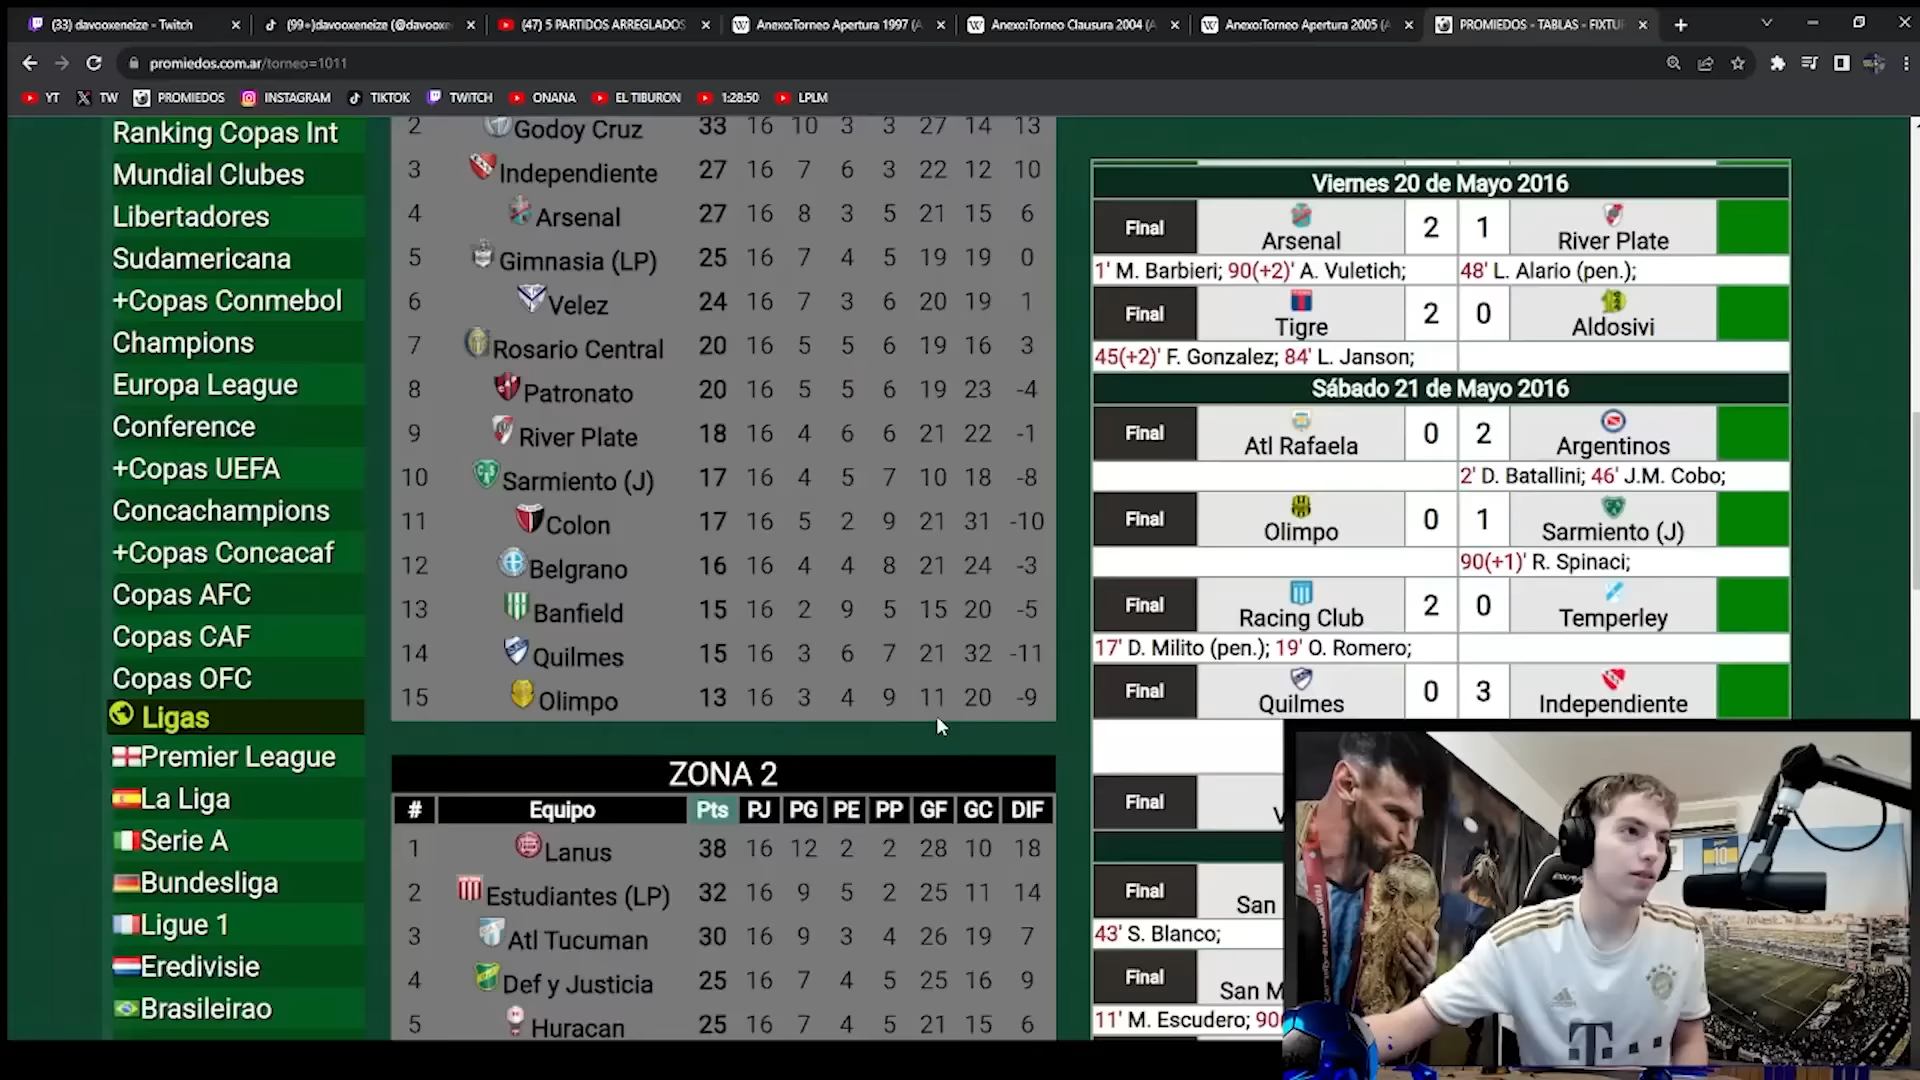 (33) davooxeneize - Twitch
(99+)davooxeneize (@davooxe
(47) 5 PARTIDOS ARREGLADOS
Anexo:Torneo Apertura 1997 (A
Anexo:Torneo Clausura 2004 (A
Anexo:Torneo Apertura 2005 (A
PROMIEDOS - TABLAS - FIXTU
promiedos.com.ar/torneo=1011
YT TW PROMIEDOS INSTAGRAM TIKTOK TWITCH ONANA EL TIBURON 1:28:50 LPLM
Ranking Copas Int
Mundial Clubes
Libertadores
Sudamericana
+Copas Conmebol
Champions
Europa League
Conference
+Copas UEFA
Concachampions
+Copas Concacaf
Copas AFC
Copas CAF
Copas OFC
Ligas
Premier League
La Liga
Serie A
Bundesliga
Ligue 1
Eredivisie
Brasileirao
2 Godoy Cruz 33 16 10 3 3 27 14 13
3 Independiente 27 16 7 6 3 22 12 10
4 Arsenal 27 16 8 3 5 21 15 6
5 Gimnasia (LP) 25 16 7 4 5 19 19 0
6 Velez 24 16 7 3 6 20 19 1
7 Rosario Central 20 16 5 5 6 19 16 3
8 Patronato 20 16 5 5 6 19 23 -4
9 River Plate 18 16 4 6 6 21 22 -1
10 Sarmiento (J) 17 16 4 5 7 10 18 -8
11 Colon 17 16 5 2 9 21 31 -10
12 Belgrano 16 16 4 4 8 21 24 -3
13 Banfield 15 16 2 9 5 15 20 -5
14 Quilmes 15 16 3 6 7 21 32 -11
15 Olimpo 13 16 3 4 9 11 20 -9
ZONA 2
# Equipo Pts PJ PG PE PP GF GC DIF
1 Lanus 38 16 12 2 2 28 10 18
2 Estudiantes (LP) 32 16 9 5 2 25 11 14
3 Atl Tucuman 30 16 9 3 4 26 19 7
4 Def y Justicia 25 16 7 4 5 25 16 9
5 Huracan 25 16 7 4 5 21 15 6
Viernes 20 de Mayo 2016
Final Arsenal 2 1 River Plate
1' M. Barbieri; 90(+2)' A. Vuletich; 48' L. Alario (pen.);
Final Tigre 2 0 Aldosivi
45(+2)' F. Gonzalez; 84' L. Janson;
Sábado 21 de Mayo 2016
Final Atl Rafaela 0 2 Argentinos
2' D. Batallini; 46' J.M. Cobo;
Final Olimpo 0 1 Sarmiento (J)
90(+1)' R. Spinaci;
Final Racing Club 2 0 Temperley
17' D. Milito (pen.); 19' O. Romero;
Final Quilmes 0 3 Independiente
Final V
Final San
43' S. Blanco;
Final San M
11' M. Escudero; 90
10
T